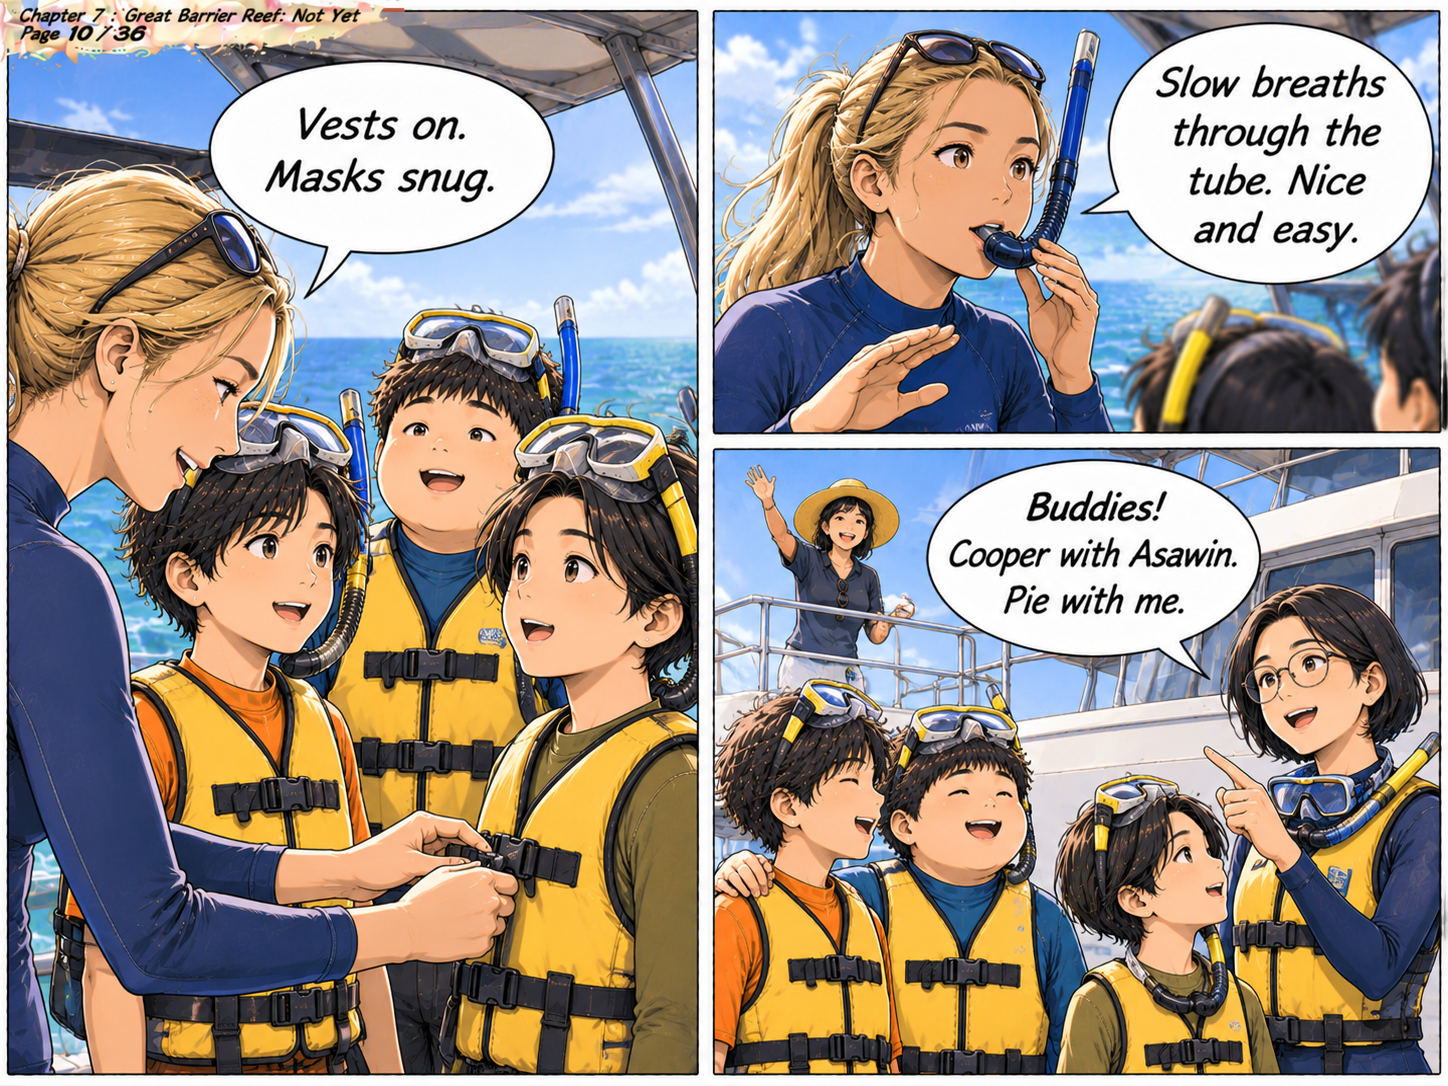 Chapter 7 : Great Barrier Reef: Not Yet
Page 10 / 36
Vests on.
Masks snug.
Slow breaths
through the
tube. Nice
and easy.
Buddies!
Cooper with Asawin.
Pie with me.